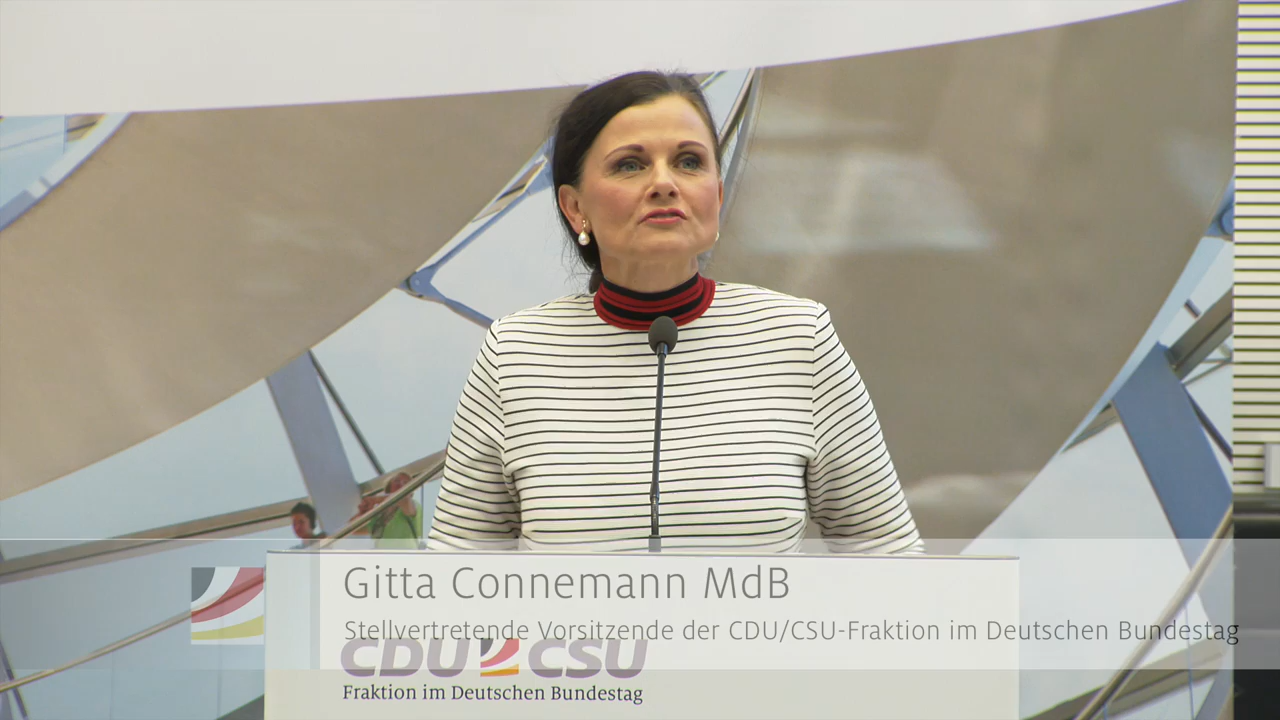 Gitta Connemann MdB
Stellvertretende Vorsitzende der CDU/CSU-Fraktion im Deutschen Bundestag
CDU CSU
Fraktion im Deutschen Bundestag